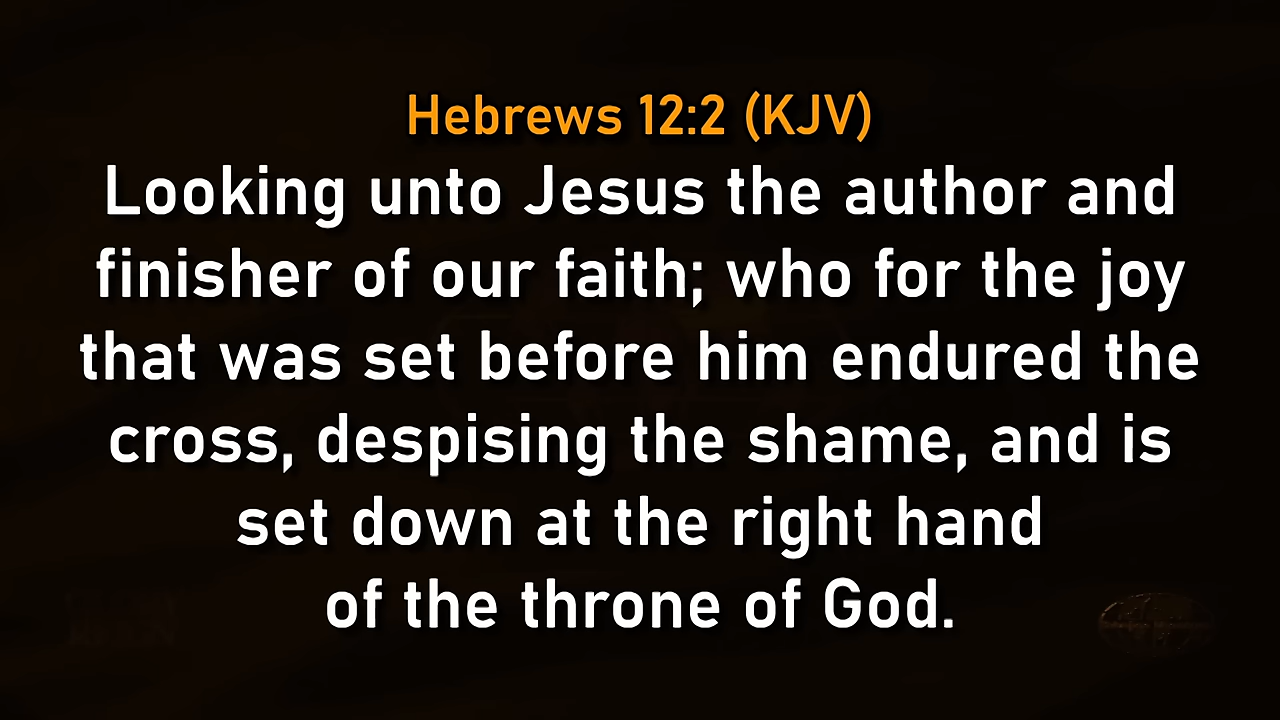 Hebrews 12:2 (KJV)
Looking unto Jesus the author and
finisher of our faith; who for the joy
that was set before him endured the
cross, despising the shame, and is
set down at the right hand
of the throne of God.